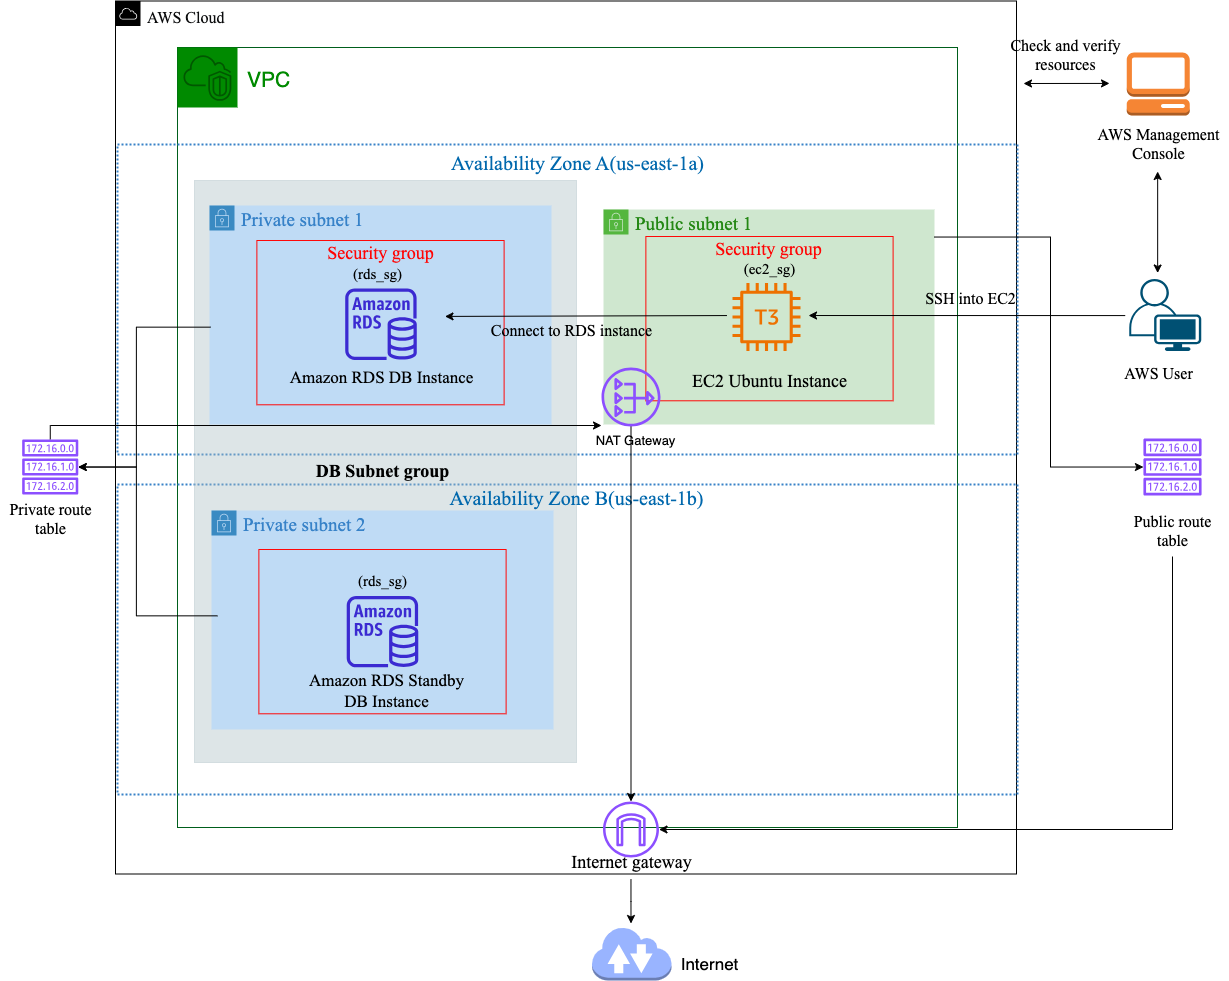 AWS Cloud
VPC
Check and verify
resources
AWS Management
Console
Availability Zone A(us-east-1a)
Private subnet 1
Security group
(rds_sg)
Amazon
RDS
Amazon RDS DB Instance
Public subnet 1
Security group
(ec2_sg)
T3
EC2 Ubuntu Instance
Connect to RDS instance
SSH into EC2
AWS User
NAT Gateway
172.16.0.0
172.16.1.0
172.16.2.0
Private route
table
DB Subnet group
172.16.0.0
172.16.1.0
172.16.2.0
Public route
table
Availability Zone B(us-east-1b)
Private subnet 2
(rds_sg)
Amazon
RDS
Amazon RDS Standby
DB Instance
Internet gateway
Internet